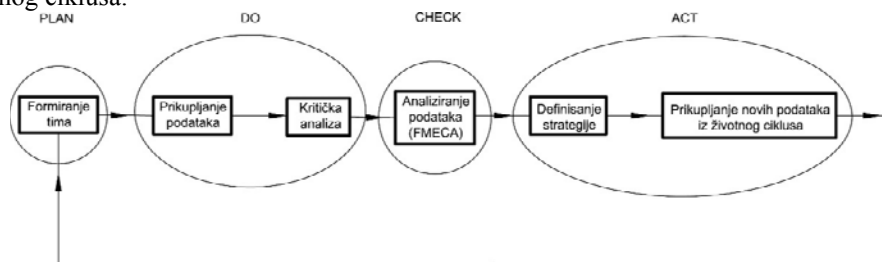 nog ciklusa.
PLAN
DO
CHECK
ACT
Formiranje
tima
Prikupljanje
podataka
Kritička
analiza
Analiziranje
podataka
(FMECA)
Definisanje
strategije
Prikupljanje novih podataka
iz životnog ciklusa